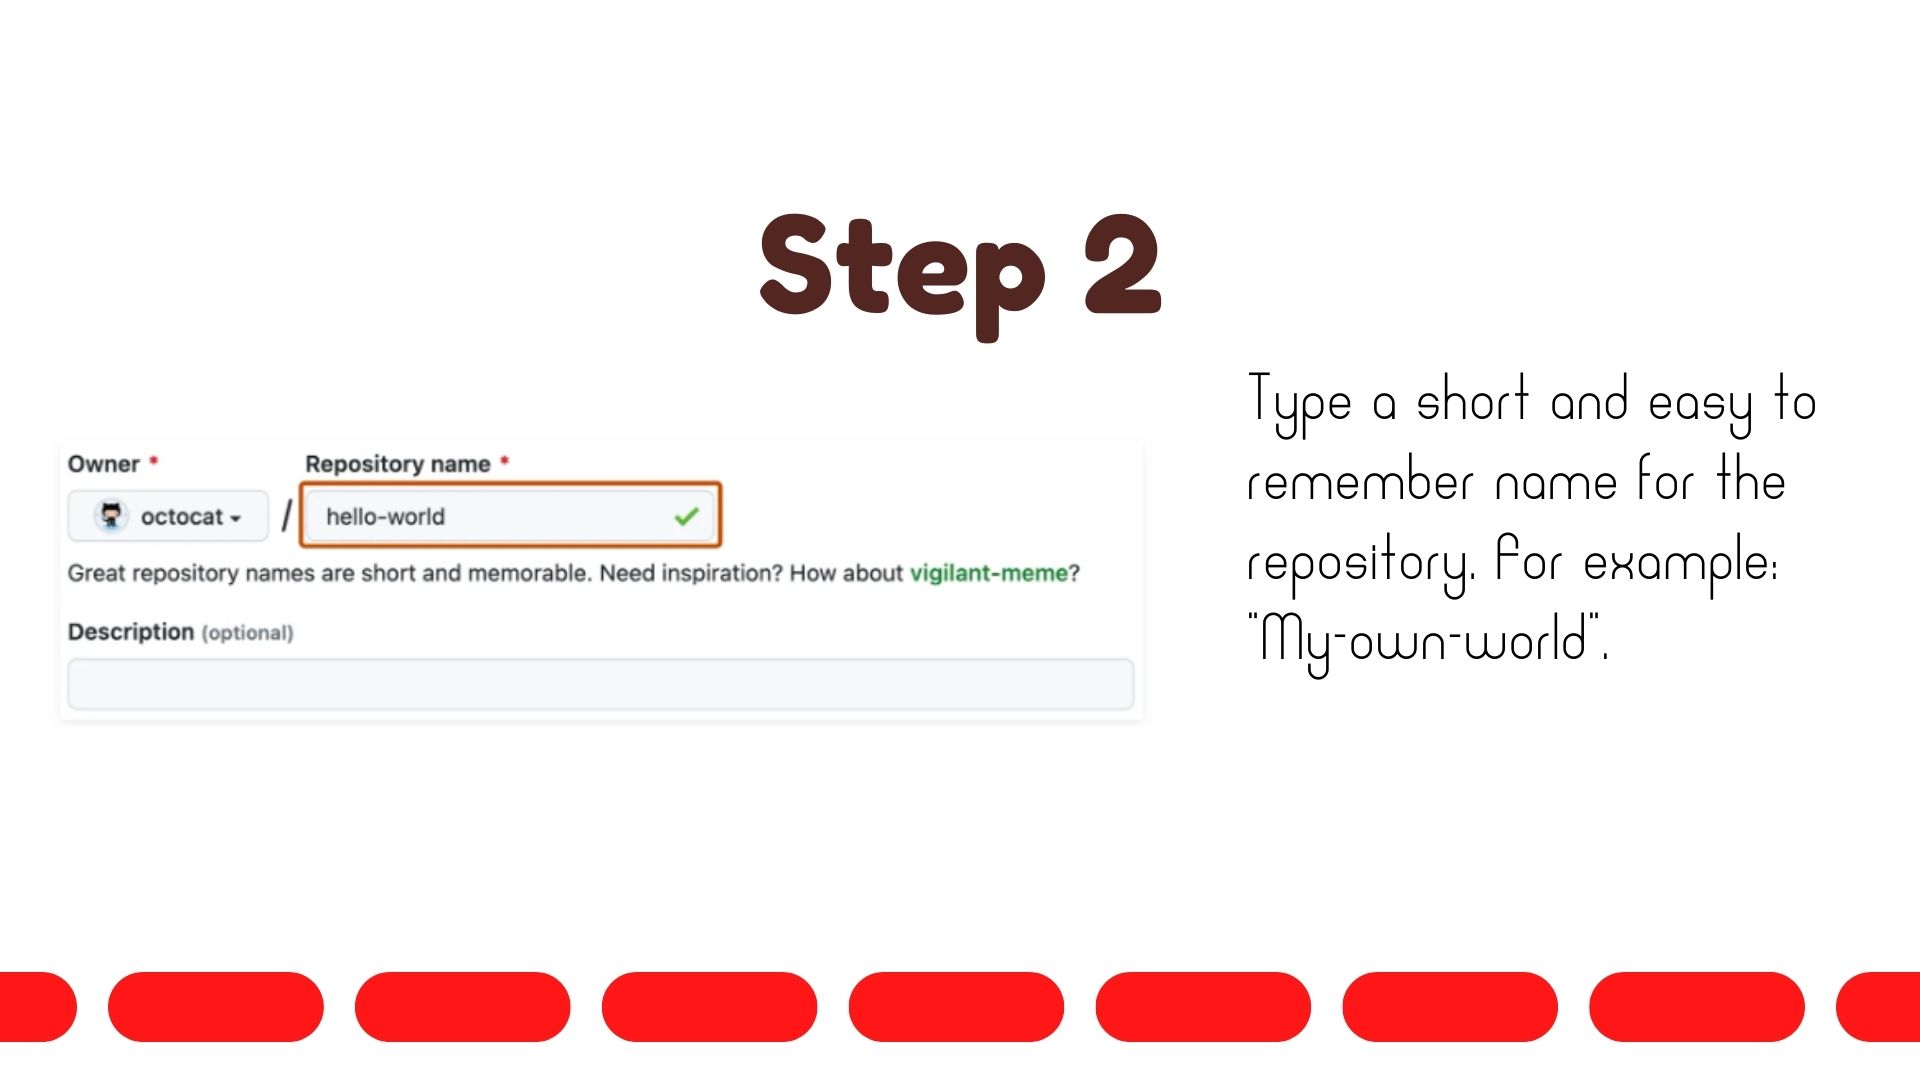 Step 2
Owner *
Repository name *
octocat
/
hello-world
Great repository names are short and memorable. Need inspiration? How about vigilant-meme?
Description (optional)
Type a short and easy to
remember name for the
repository. For example:
"My-own-world".